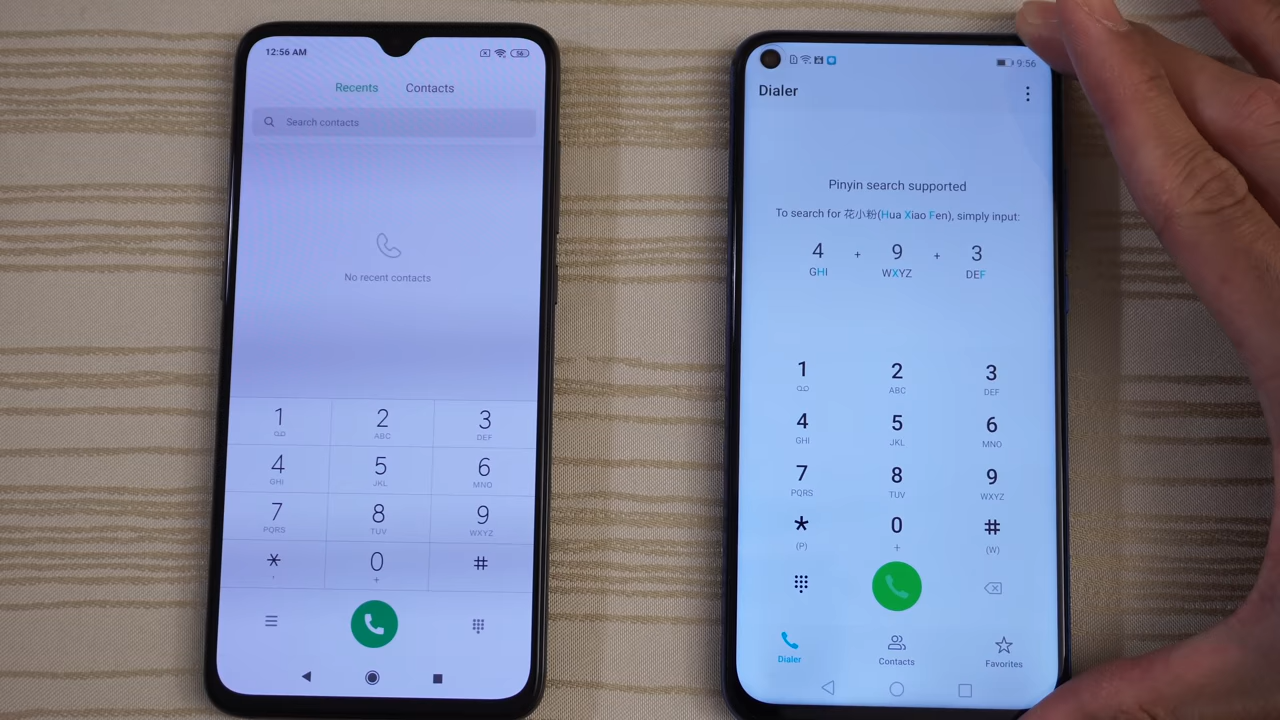 12:56 AM
56
Recents Contacts
Search contacts
No recent contacts
1 2 3
ABC DEF
4 5 6
GHI JKL MNO
7 8 9
PQRS TUV WXYZ
* 0 #
, +
9:56
Dialer
Pinyin search supported
To search for 花小粉(Hua Xiao Fen), simply input:
4 + 9 + 3
GHI WXYZ DEF
1 2 3
ABC DEF
4 5 6
GHI JKL MNO
7 8 9
PQRS TUV WXYZ
* 0 #
(P) + (W)
Dialer Contacts Favorites